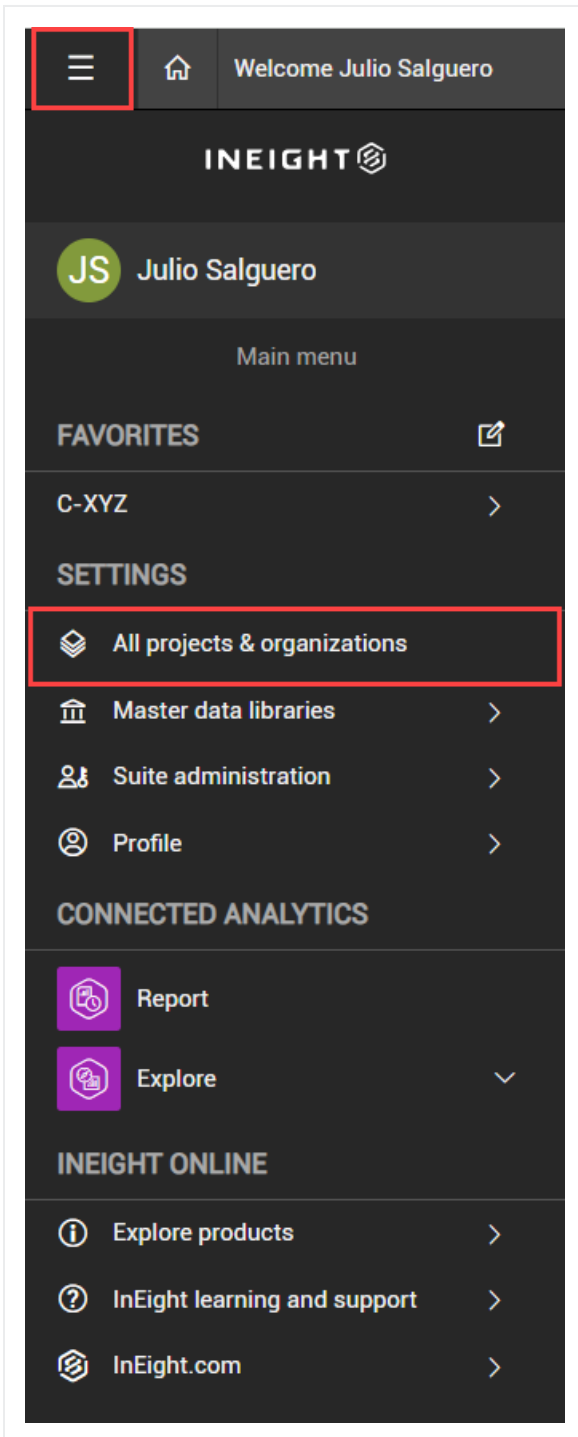 Welcome Julio Salguero
INEIGHT
JS Julio Salguero
Main menu
FAVORITES
C-XYZ
SETTINGS
All projects & organizations
Master data libraries
Suite administration
Profile
CONNECTED ANALYTICS
Report
Explore
INEIGHT ONLINE
Explore products
InEight learning and support
InEight.com